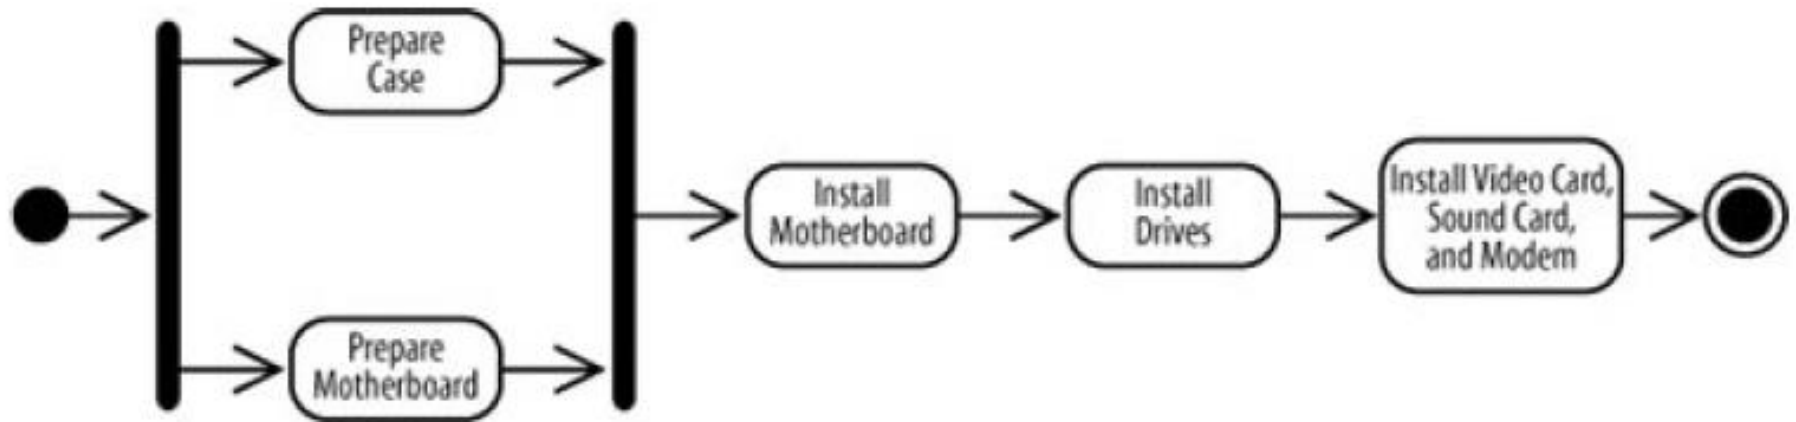 Prepare
Case
Prepare
Motherboard
Install
Motherboard
Install
Drives
Install Video Card,
Sound Card,
and Modem